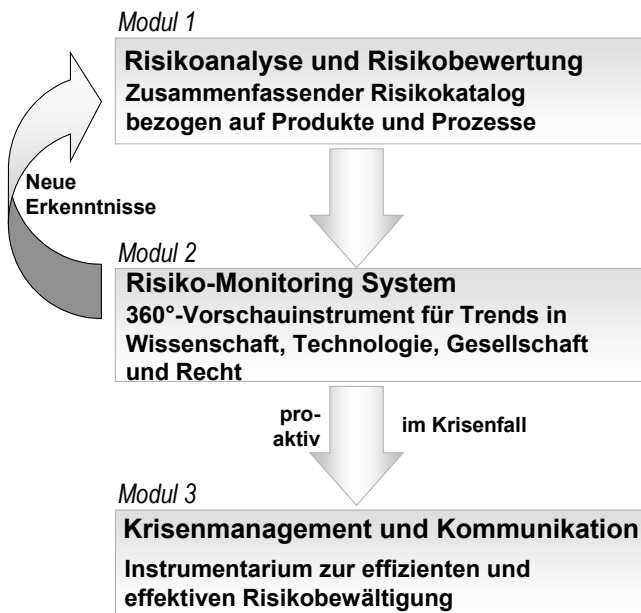 Modul 1
Risikoanalyse und Risikobewertung
Zusammenfassender Risikokatalog
bezogen auf Produkte und Prozesse
Neue
Erkenntnisse
Modul 2
Risiko-Monitoring System
360°-Vorschauinstrument für Trends in
Wissenschaft, Technologie, Gesellschaft
und Recht
pro-
aktiv
im Krisenfall
Modul 3
Krisenmanagement und Kommunikation
Instrumentarium zur effizienten und
effektiven Risikobewältigung